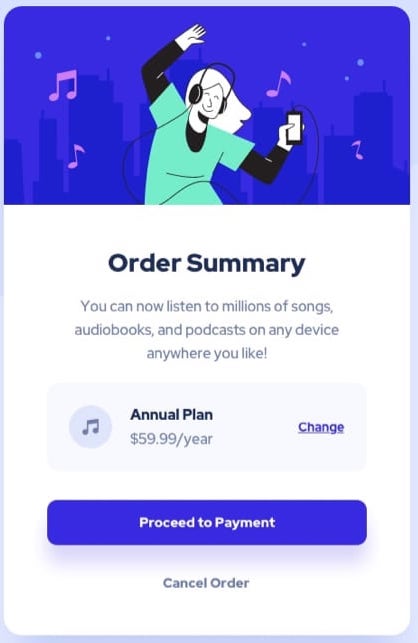 Order Summary
You can now listen to millions of songs,
audiobooks, and podcasts on any device
anywhere you like!
Annual Plan
$59.99/year
Change
Proceed to Payment
Cancel Order